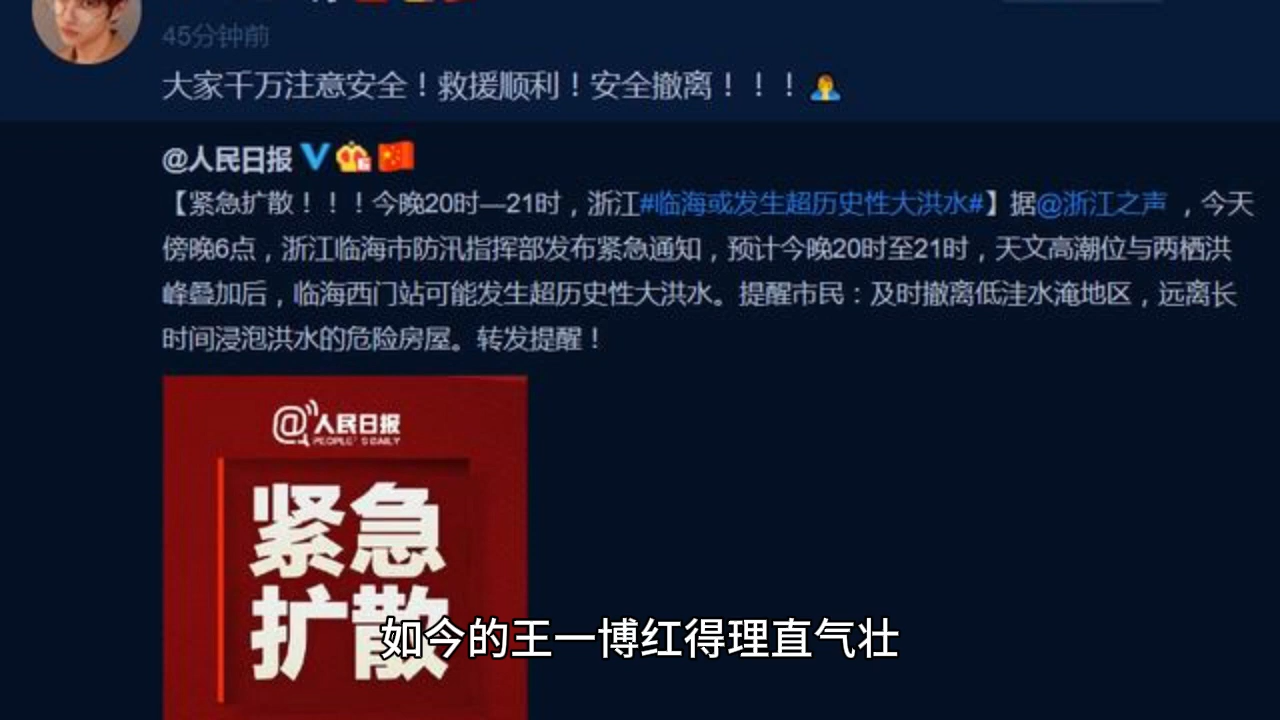 45分钟前
大家千万注意安全！救援顺利！安全撤离！！！
@人民日报
【紧急扩散！！！今晚20时—21时，浙江#临海或发生超历史性大洪水#】据@浙江之声 ，今天
傍晚6点，浙江临海市防汛指挥部发布紧急通知，预计今晚20时至21时，天文高潮位与两栖洪
峰叠加后，临海西门站可能发生超历史性大洪水。提醒市民：及时撤离低洼水淹地区，远离长
时间浸泡洪水的危险房屋。转发提醒！
@人民日报
PEOPLE'S DAILY
紧急
扩散
如今的王一博红得理直气壮